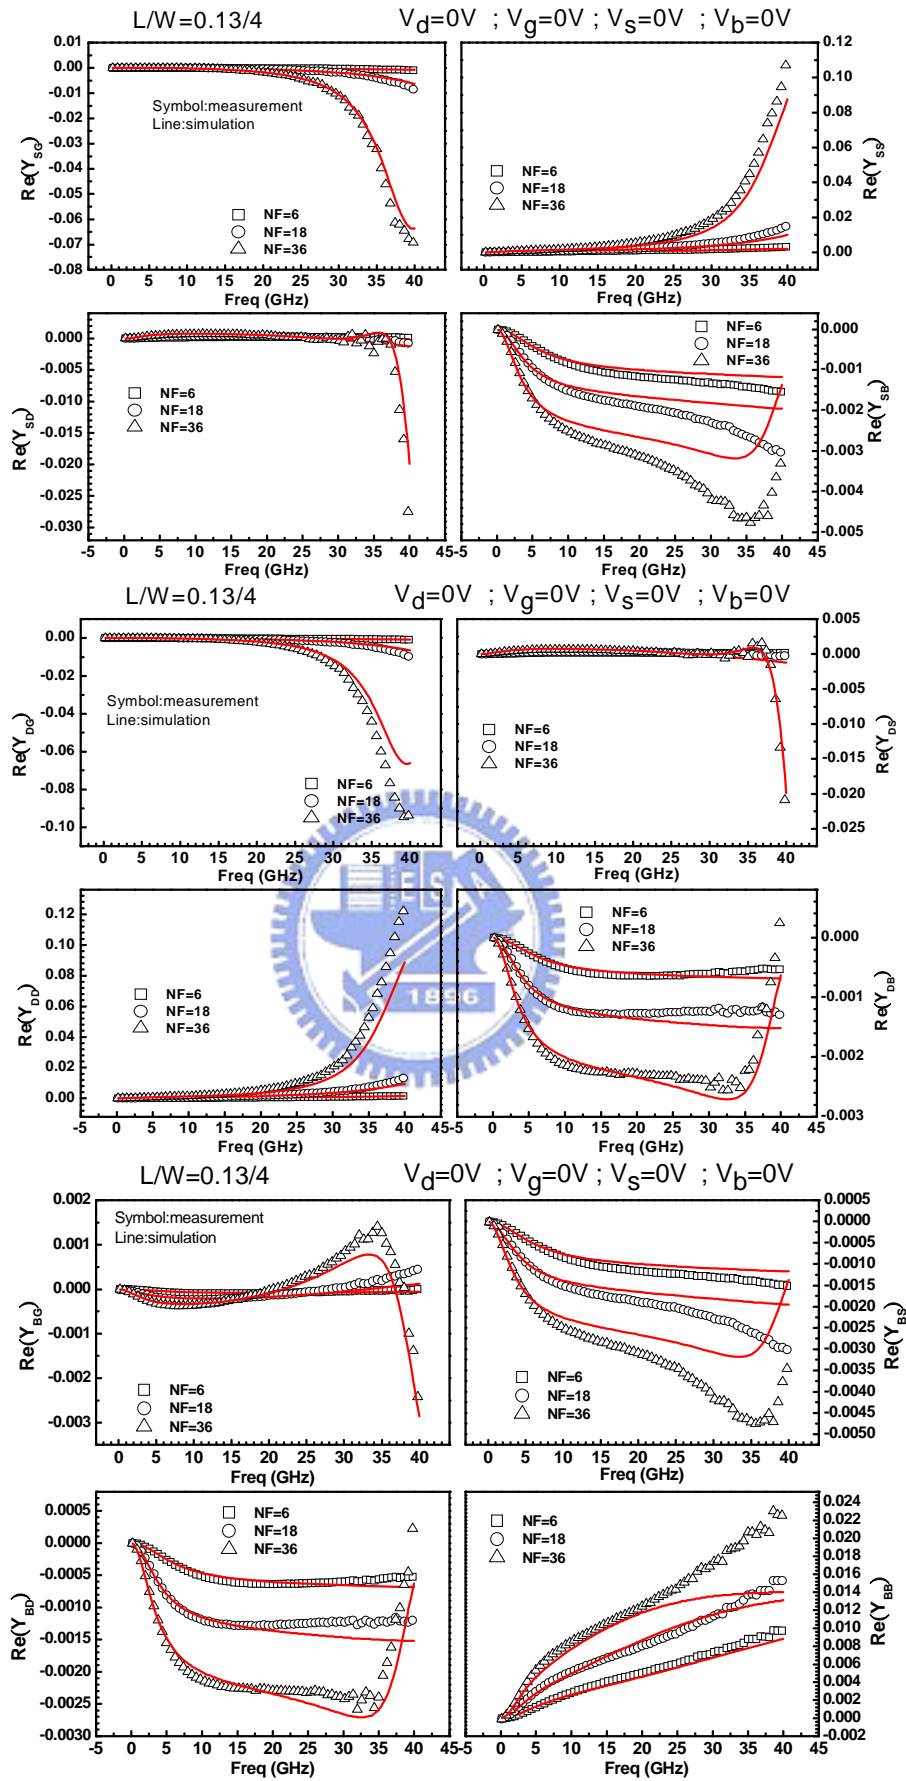 L/W=0.13/4
Vd=0V ; Vg=0V ; Vs=0V ; Vb=0V
0.01
0.00
-0.01
-0.02
-0.03
-0.04
-0.05
-0.06
-0.07
-0.08
Re(YSG)
Symbol:measurement
Line:simulation
NF=6
NF=18
NF=36
0 5 10 15 20 25 30 35 40 45
Freq (GHz)
0.12
0.10
0.08
0.06
0.04
0.02
0.00
Re(YSS)
NF=6
NF=18
NF=36
0 5 10 15 20 25 30 35 40
Freq (GHz)
0.000
-0.005
-0.010
-0.015
-0.020
-0.025
-0.030
Re(YSD)
NF=6
NF=18
NF=36
-5 0 5 10 15 20 25 30 35 40 45
Freq (GHz)
0.000
-0.001
-0.002
-0.003
-0.004
-0.005
Re(YSB)
NF=6
NF=18
NF=36
-5 0 5 10 15 20 25 30 35 40 45
Freq (GHz)
L/W=0.13/4
Vd=0V ; Vg=0V ; Vs=0V ; Vb=0V
0.00
-0.02
-0.04
-0.06
-0.08
-0.10
Re(YDG)
Symbol:measurement
Line:simulation
NF=6
NF=18
NF=36
0 5 10 15 20 25 30 35 40 45
Freq (GHz)
0.005
0.000
-0.005
-0.010
-0.015
-0.020
-0.025
Re(YDS)
NF=6
NF=18
NF=36
0 5 10 15 20 25 30 35 40
Freq (GHz)
0.12
0.10
0.08
0.06
0.04
0.02
0.00
Re(YDD)
NF=6
NF=18
NF=36
-5 0 5 10 15 20 25 30 35 40 45
Freq (GHz)
0.000
-0.001
-0.002
-0.003
Re(YDB)
NF=6
NF=18
NF=36
-5 0 5 10 15 20 25 30 35 40 45
Freq (GHz)
ESA
1896
L/W=0.13/4
Vd=0V ; Vg=0V ; Vs=0V ; Vb=0V
0.002
0.001
0.000
-0.001
-0.002
-0.003
Re(YBG)
Symbol:measurement
Line:simulation
NF=6
NF=18
NF=36
0 5 10 15 20 25 30 35 40
Freq (GHz)
0.0005
0.0000
-0.0005
-0.0010
-0.0015
-0.0020
-0.0025
-0.0030
-0.0035
-0.0040
-0.0045
-0.0050
Re(YBS)
NF=6
NF=18
NF=36
0 5 10 15 20 25 30 35 40
Freq (GHz)
0.0005
0.0000
-0.0005
-0.0010
-0.0015
-0.0020
-0.0025
-0.0030
Re(YBD)
NF=6
NF=18
NF=36
-5 0 5 10 15 20 25 30 35 40 45
Freq (GHz)
0.024
0.022
0.020
0.018
0.016
0.014
0.012
0.010
0.008
0.006
0.004
0.002
0.000
-0.002
Re(YBB)
NF=6
NF=18
NF=36
-5 0 5 10 15 20 25 30 35 40 45
Freq (GHz)